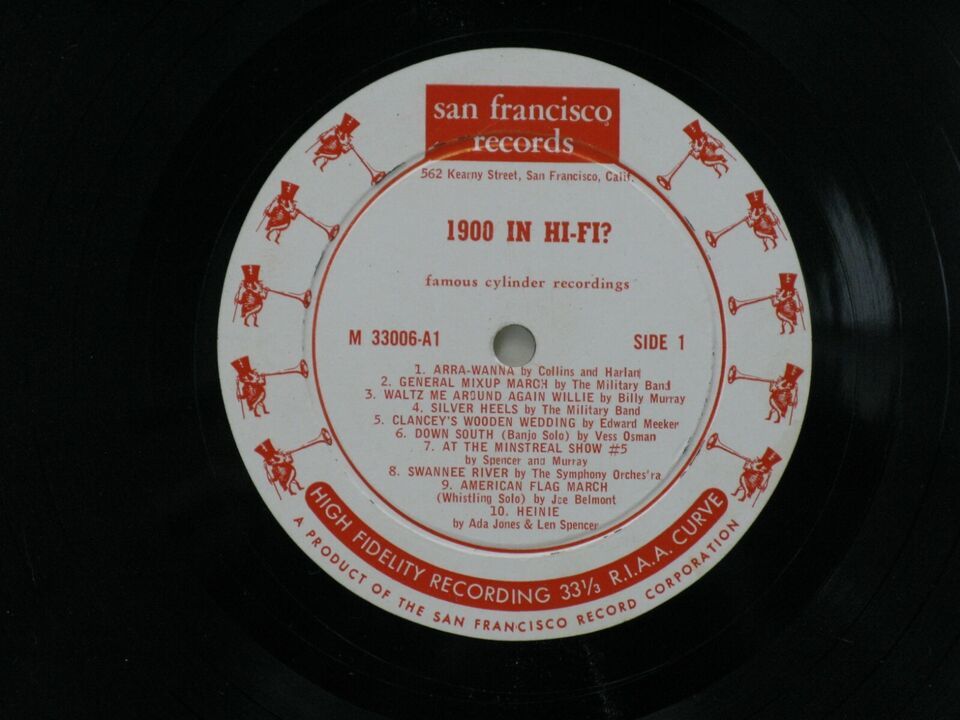 san francisco
records
562 Kearny Street, San Francisco, Calif.
1900 IN HI-FI?
famous cylinder recordings
M 33006-A1
SIDE 1
1. ARRA-WANNA by Collins and Harlan
2. GENERAL MIXUP MARCH by The Military Band
3. WALTZ ME AROUND AGAIN WILLIE by Billy Murray
4. SILVER HEELS by The Military Band
5. CLANCEY'S WOODEN WEDDING by Edward Meeker
6. DOWN SOUTH (Banjo Solo) by Vess Osman
7. AT THE MINSTREAL SHOW #5
by Spencer and Murray
8. SWANNEE RIVER by The Symphony Orches'ra
9. AMERICAN FLAG MARCH
(Whistling Solo) by Joe Belmont
10. HEINIE
by Ada Jones & Len Spencer
HIGH FIDELITY RECORDING 33⅓ R.I.A.A. CURVE
A PRODUCT OF THE SAN FRANCISCO RECORD CORPORATION